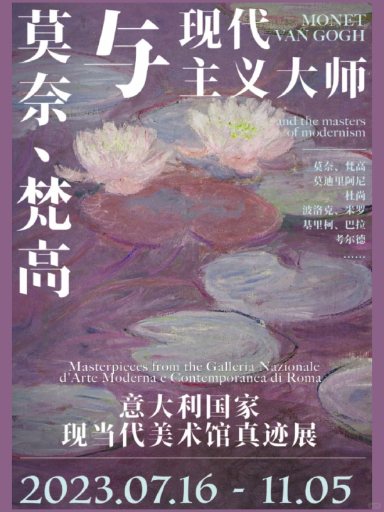 莫奈、梵高
与
现代
主义大师
MONET
VAN GOGH
and the masters
of modernism
莫奈、梵高
莫迪里阿尼
杜尚
波洛克、米罗
基里柯、巴拉
考尔德
……
Masterpieces from the Galleria Nazionale
d'Arte Moderna e Contemporanea di Roma
意大利国家
现当代美术馆真迹展
2023.07.16 - 11.05